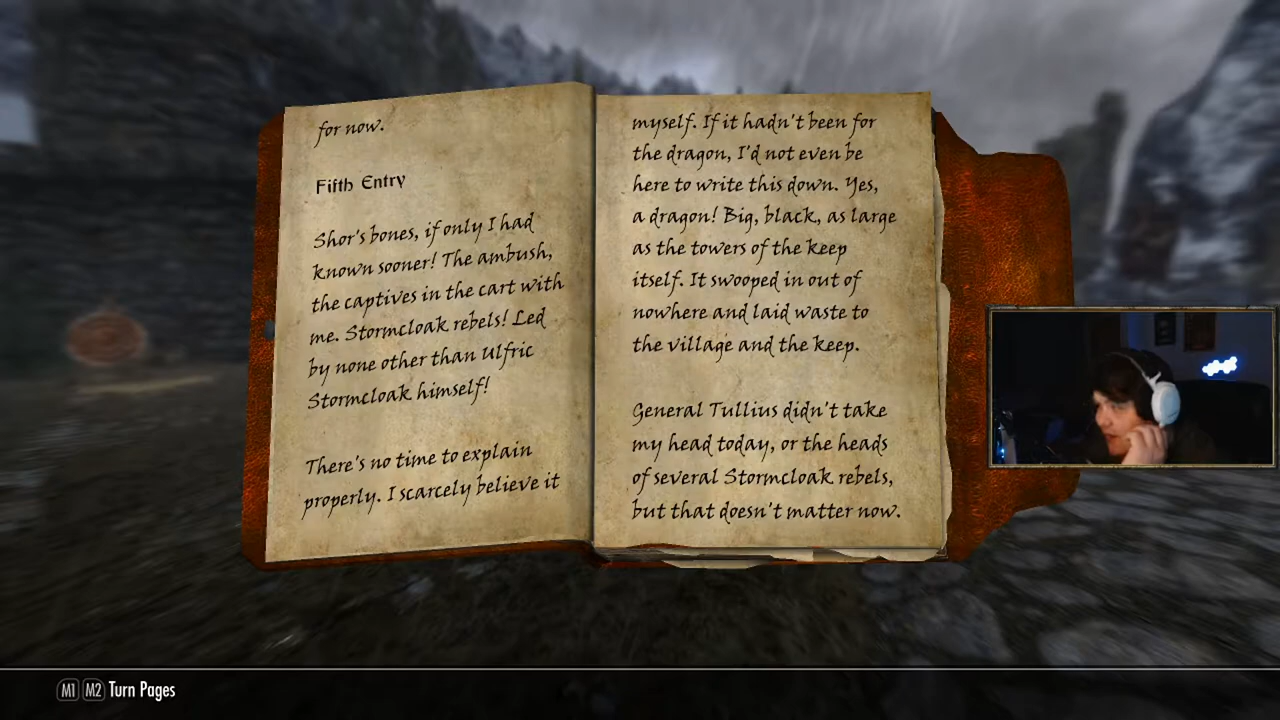 for now.
Fifth Entry
Shor's bones, if only I had
known sooner! The ambush,
the captives in the cart with
me. Stormcloak rebels! Led
by none other than Ulfric
Stormcloak himself!
There's no time to explain
properly. I scarcely believe it
myself. If it hadn't been for
the dragon, I'd not even be
here to write this down. Yes,
a dragon! Big, black, as large
as the towers of the keep
itself. It swooped in out of
nowhere and laid waste to
the village and the keep.
General Tullius didn't take
my head today, or the heads
of several Stormcloak rebels,
but that doesn't matter now.
M1 M2 Turn Pages